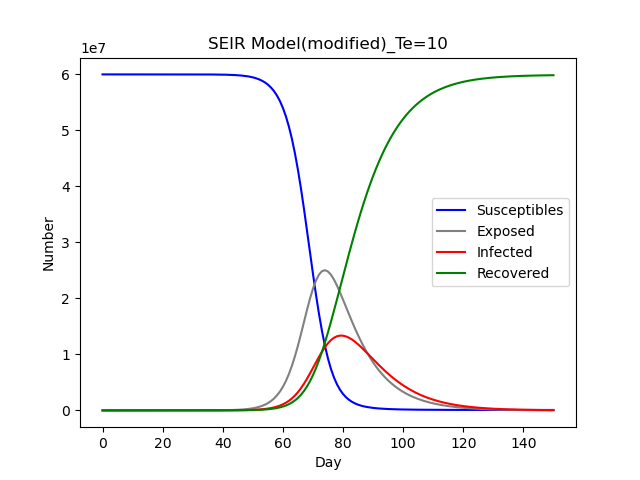 SEIR Model(modified)_Te=10
1e7
6
5
4
3
2
1
0
Number
Susceptibles
Exposed
Infected
Recovered
0 20 40 60 80 100 120 140
Day